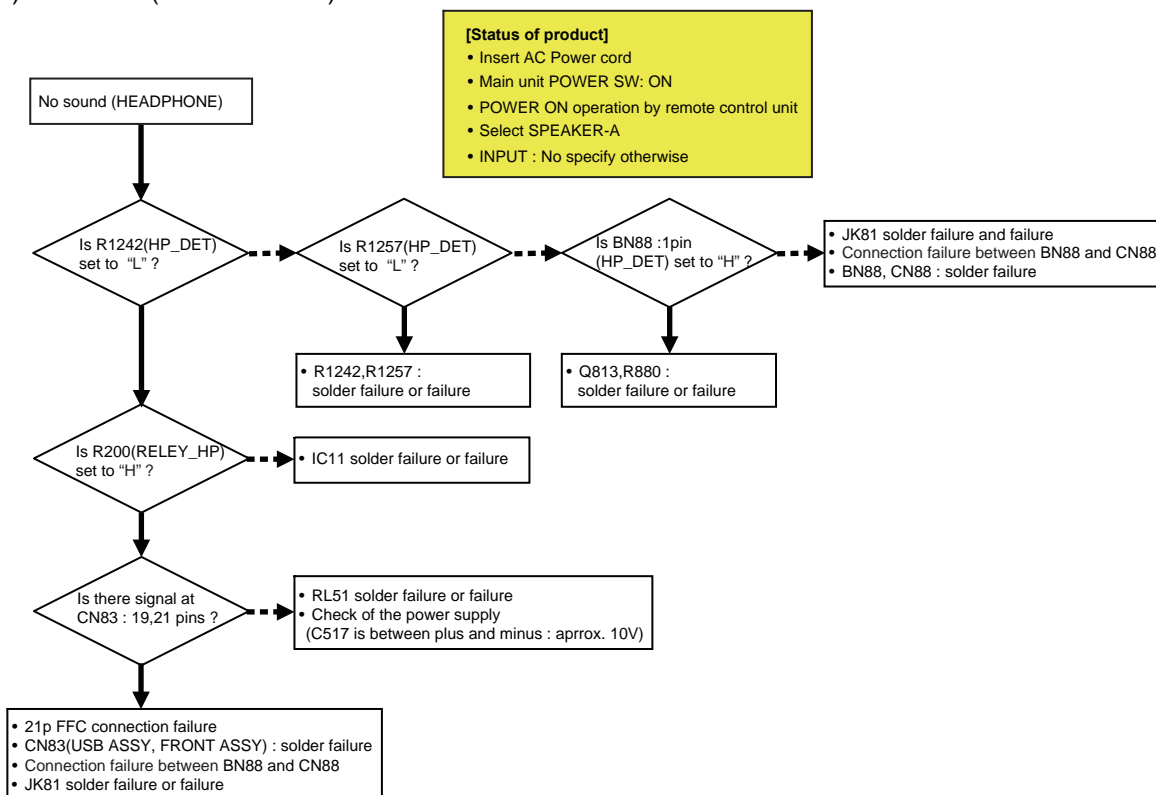 [Status of product]
• Insert AC Power cord
• Main unit POWER SW: ON
• POWER ON operation by remote control unit
• Select SPEAKER-A
• INPUT : No specify otherwise
No sound (HEADPHONE)
Is R1242(HP_DET)
set to “L” ?
Is R1257(HP_DET)
set to “L” ?
Is BN88 :1pin
(HP_DET) set to “H” ?
• JK81 solder failure and failure
• Connection failure between BN88 and CN88
• BN88, CN88 : solder failure
• R1242,R1257 :
solder failure or failure
• Q813,R880 :
solder failure or failure
Is R200(RELEY_HP)
set to “H” ?
• IC11 solder failure or failure
Is there signal at
CN83 : 19,21 pins ?
• RL51 solder failure or failure
• Check of the power supply
(C517 is between plus and minus : aprrox. 10V)
• 21p FFC connection failure
• CN83(USB ASSY, FRONT ASSY) : solder failure
• Connection failure between BN88 and CN88
• JK81 solder failure or failure